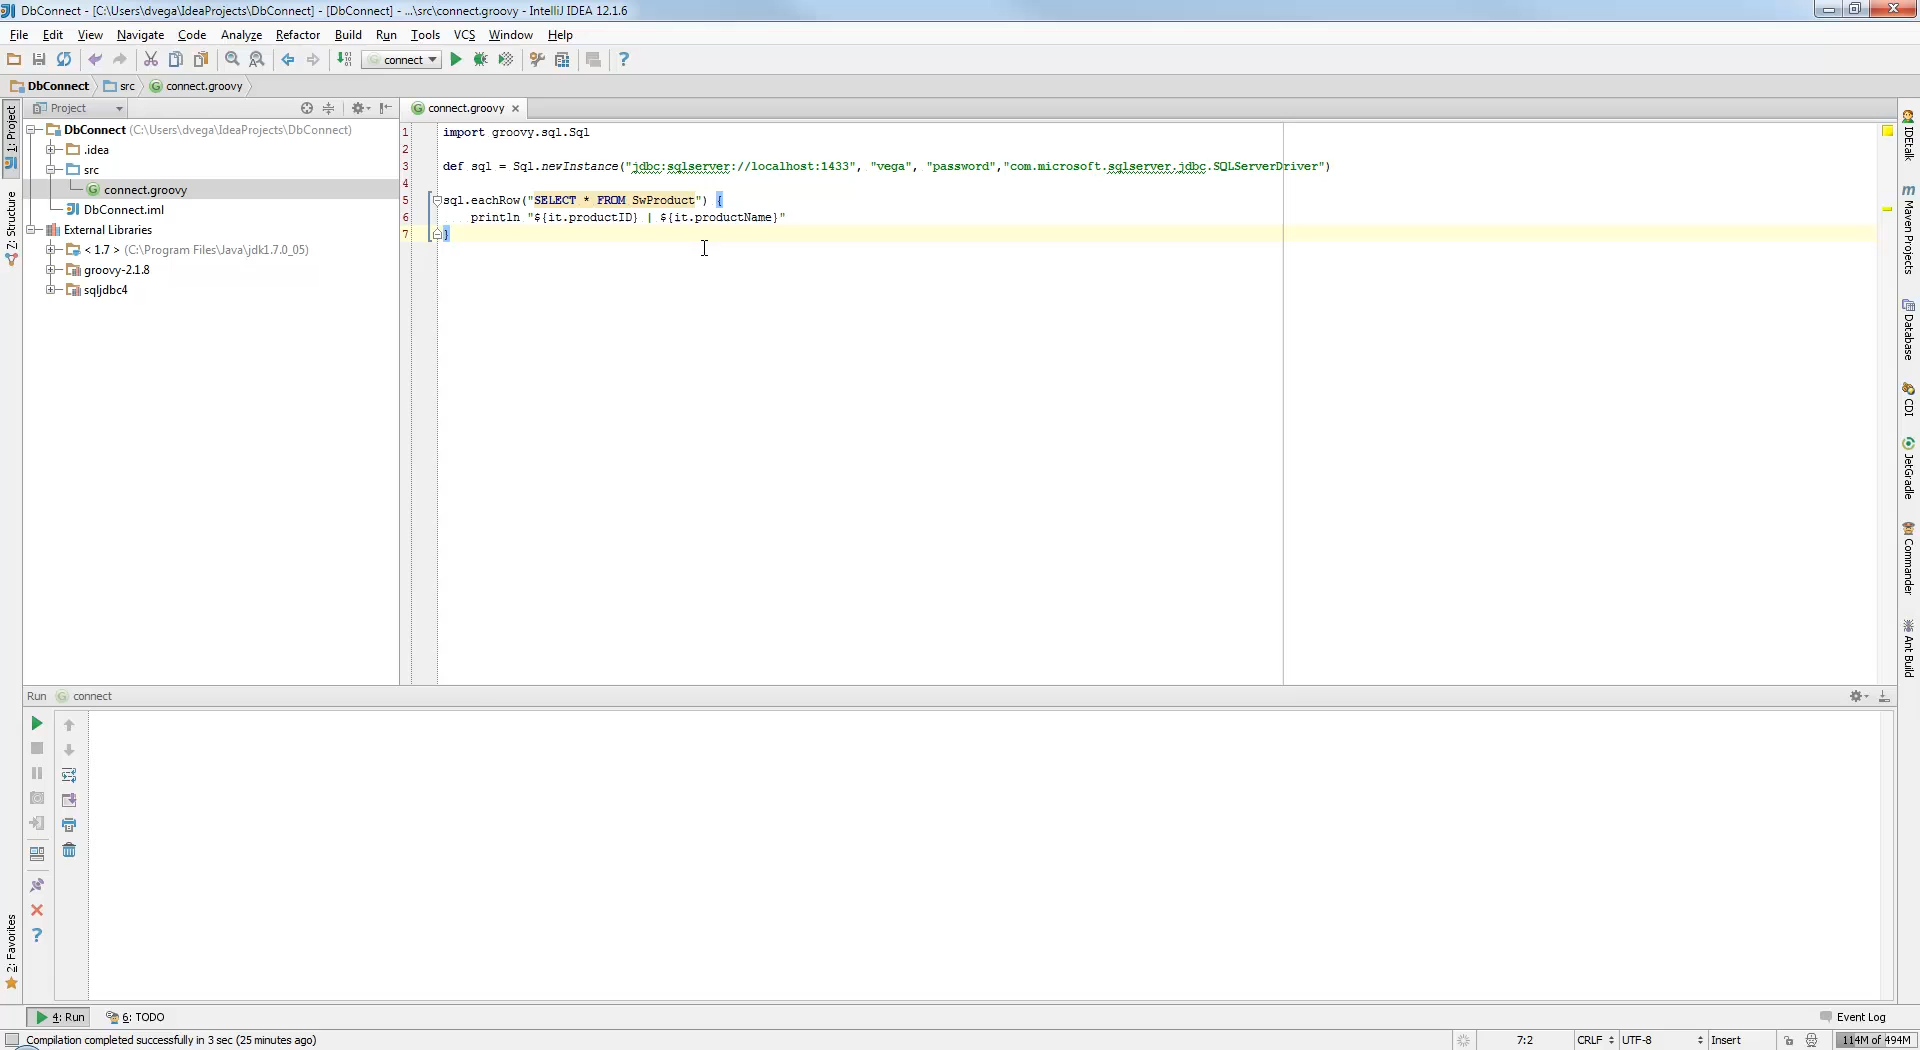 DbConnect - [C:\Users\dvega\IdeaProjects\DbConnect] - [DbConnect] - ...\src\connect.groovy - IntelliJ IDEA 12.1.6
File Edit View Navigate Code Analyze Refactor Build Run Tools VCS Window Help
connect
DbConnect src connect.groovy
Project
connect.groovy
1: Project
Z: Structure
2: Favorites
DbConnect (C:\Users\dvega\IdeaProjects\DbConnect)
.idea
src
connect.groovy
DbConnect.iml
External Libraries
< 1.7 > (C:\Program Files\Java\jdk1.7.0_05)
groovy-2.1.8
sqljdbc4
1 import groovy.sql.Sql
2
3 def sql = Sql.newInstance("jdbc:sqlserver://localhost:1433", "vega", "password","com.microsoft.sqlserver.jdbc.SQLServerDriver")
4
5 sql.eachRow("SELECT * FROM SwProduct") {
6 println "${it.productID} | ${it.productName}"
7 }
IDEtalk
Maven Projects
Database
CDI
JetGradle
Commander
Ant Build
Run connect
4: Run 6: TODO
Event Log
Compilation completed successfully in 3 sec (25 minutes ago)
7:2 CRLF UTF-8 Insert 114M of 494M